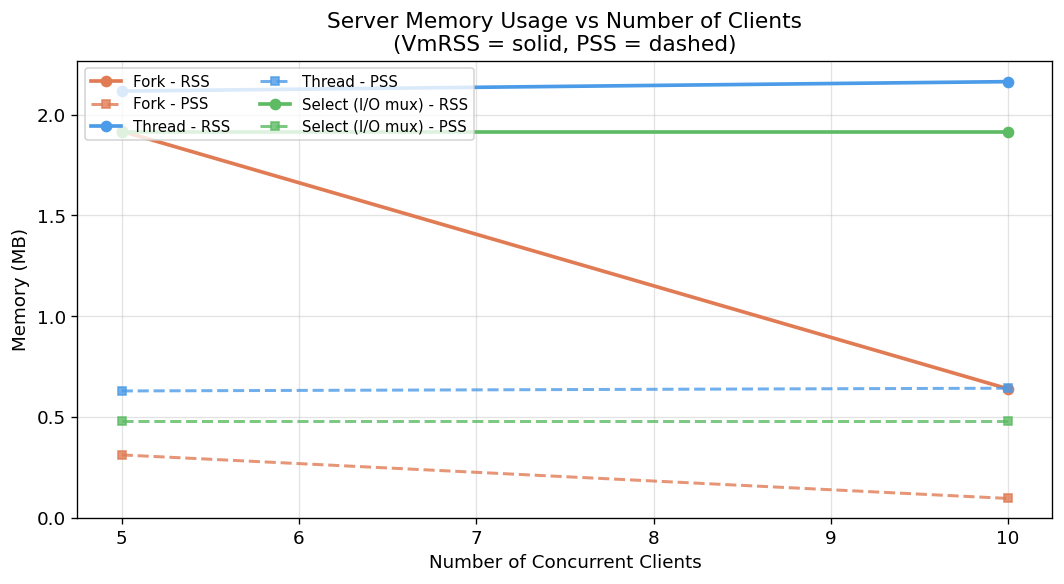 Server Memory Usage vs Number of Clients
(VmRSS = solid, PSS = dashed)
Fork - RSS
Fork - PSS
Thread - RSS
Thread - PSS
Select (I/O mux) - RSS
Select (I/O mux) - PSS
Memory (MB)
2.0
1.5
1.0
0.5
0.0
5 6 7 8 9 10
Number of Concurrent Clients